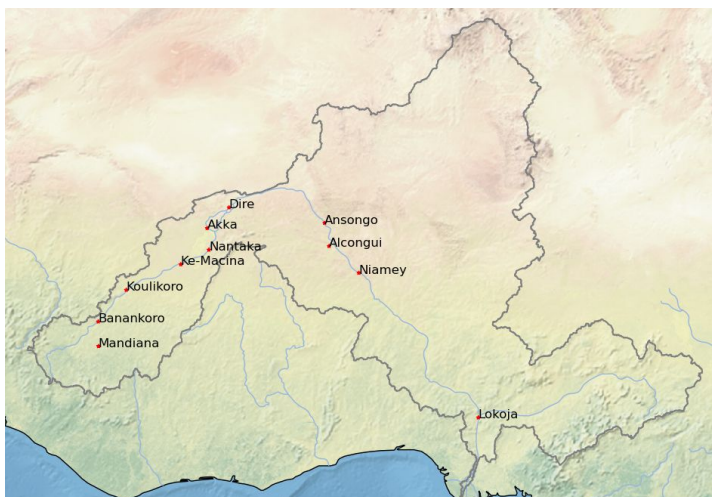 Dire
Ansongo
Akka
Alcongui
Nantaka
Ke-Macina
Niamey
Koulikoro
Banankoro
Mandiana
Lokoja